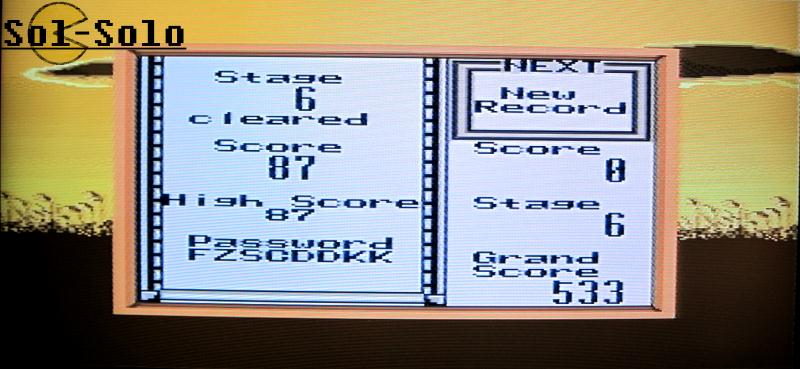 Sol-Solo
Stage
6
cleared
Score
87
High Score
87
Password
FZSCDDKK
NEXT
New
Record
Score
0
Stage
6
Grand
Score
533